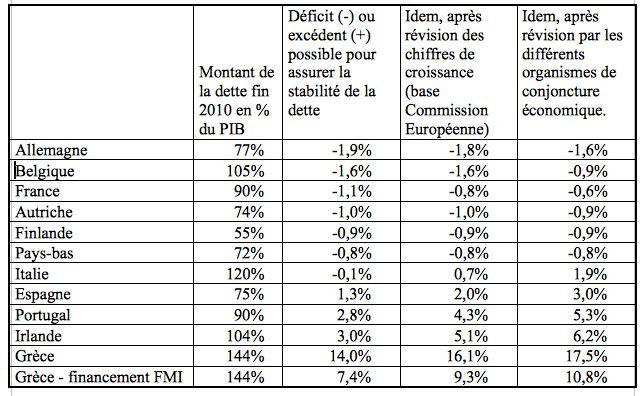 Montant de la dette fin 2010 en % du PIB | Déficit (-) ou excédent (+) possible pour assurer la stabilité de la dette | Idem, après révision des chiffres de croissance (base Commission Européenne) | Idem, après révision par les différents organismes de conjoncture économique.
Allemagne 77% -1,9% -1,8% -1,6%
Belgique 105% -1,6% -1,6% -0,9%
France 90% -1,1% -0,8% -0,6%
Autriche 74% -1,0% -1,0% -0,9%
Finlande 55% -0,9% -0,9% -0,9%
Pays-bas 72% -0,8% -0,8% -0,8%
Italie 120% -0,1% 0,7% 1,9%
Espagne 75% 1,3% 2,0% 3,0%
Portugal 90% 2,8% 4,3% 5,3%
Irlande 104% 3,0% 5,1% 6,2%
Grèce 144% 14,0% 16,1% 17,5%
Grèce - financement FMI 144% 7,4% 9,3% 10,8%